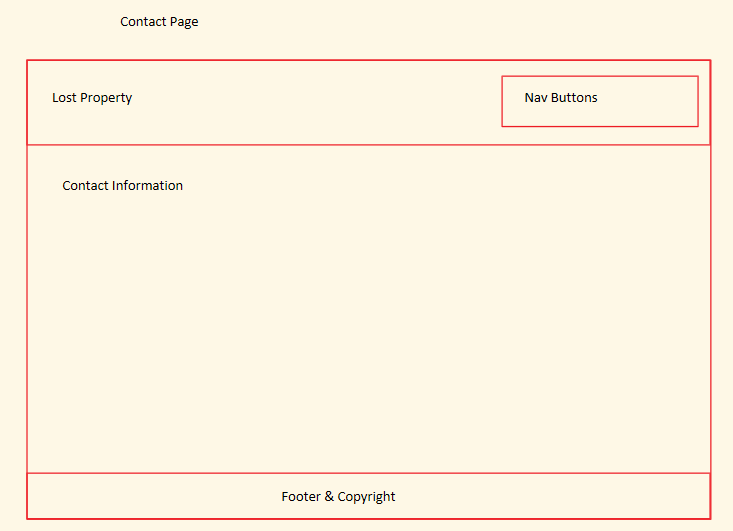 Contact Page
Lost Property
Nav Buttons
Contact Information
Footer & Copyright